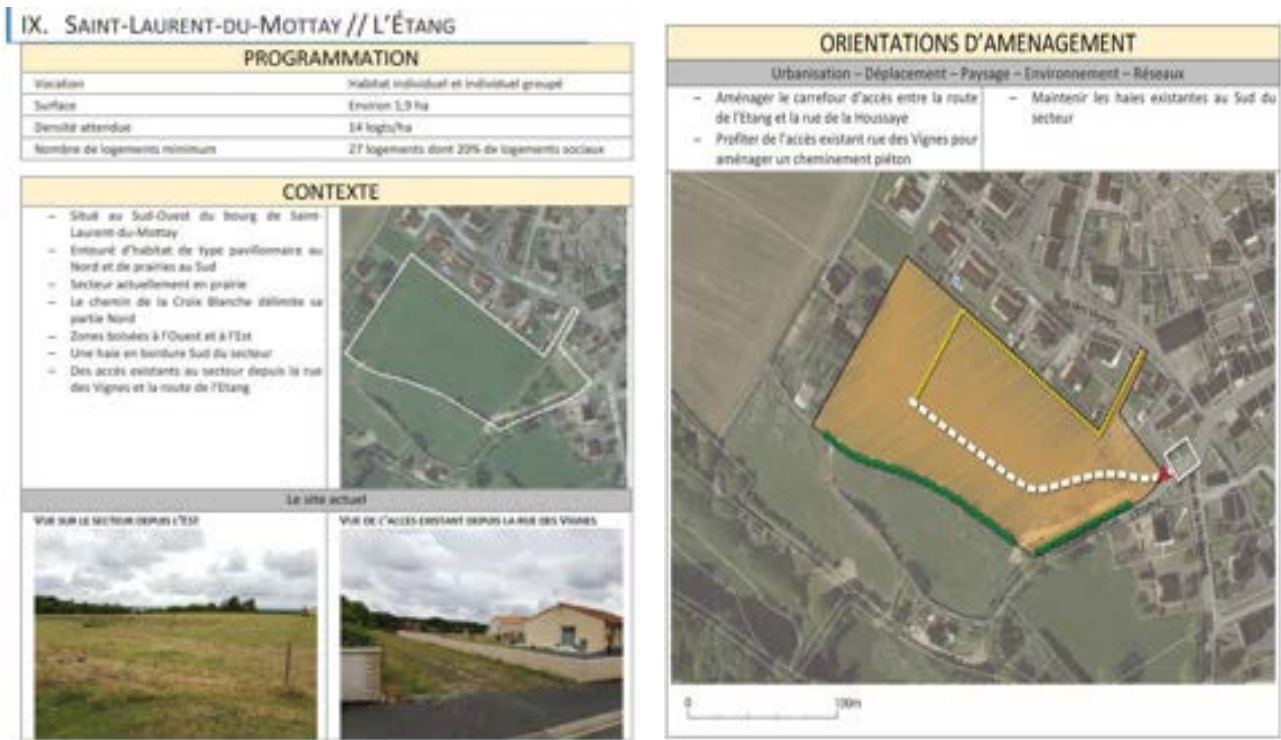 IX. SAINT-LAURENT-DU-MOTTAY // L'ÉTANG
PROGRAMMATION
Vocation Habitat individuel et individuel groupé
Surface Environ 1,9 ha
Densité attendue 14 logts/ha
Nombre de logements minimum 27 logements dont 20% de logements sociaux
CONTEXTE
– Situé au Sud-Ouest du bourg de Saint-
Laurent-du-Mottay
– Entouré d'habitat de type pavillonnaire au
Nord et de prairies au Sud
– Secteur actuellement en prairie
– Le chemin de la Croix Blanche délimite sa
partie Nord
– Zones boisées à l'Ouest et à l'Est
– Une haie en bordure Sud du secteur
– Des accès existants au secteur depuis la rue
des Vignes et la route de l'Etang
Le site actuel
VUE SUR LE SECTEUR DEPUIS L'EST
VUE DE L'ACCES EXISTANT DEPUIS LA RUE DES VIGNES
ORIENTATIONS D'AMENAGEMENT
Urbanisation – Déplacement – Paysage – Environnement – Réseaux
– Aménager le carrefour d'accès entre la route
de l'Etang et la rue de la Houssaye
– Profiter de l'accès existant rue des Vignes pour
aménager un cheminement piéton
– Maintenir les haies existantes au Sud du
secteur
0 100m